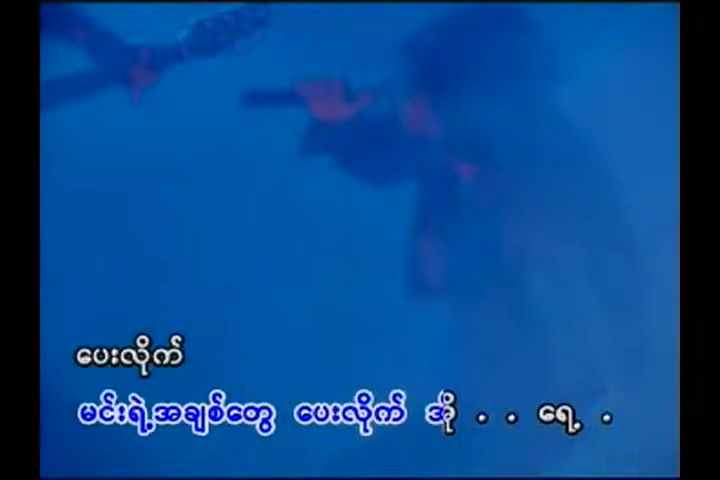 ပေးလိုက်
မင်းရဲ့အချစ်တွေ ပေးလိုက် အို . . ရေ့ .